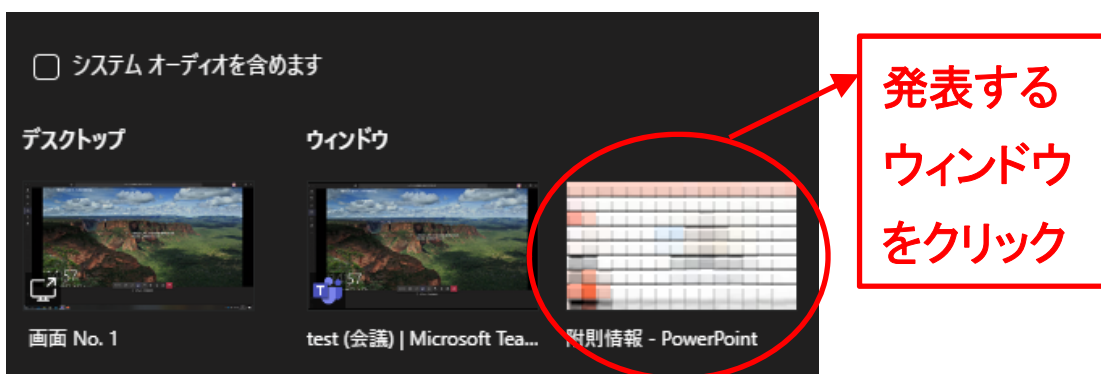 システム オーディオを含めます
デスクトップ
ウィンドウ
画面 No. 1
test (会議) | Microsoft Tea...
附則情報 - PowerPoint
発表する
ウィンドウ
をクリック